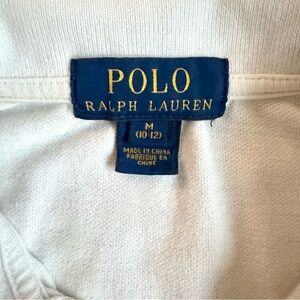 POLO
RALPH LAUREN
M
(10-12)
MADE IN CHINA
FABRIQUÉ EN
CHINE